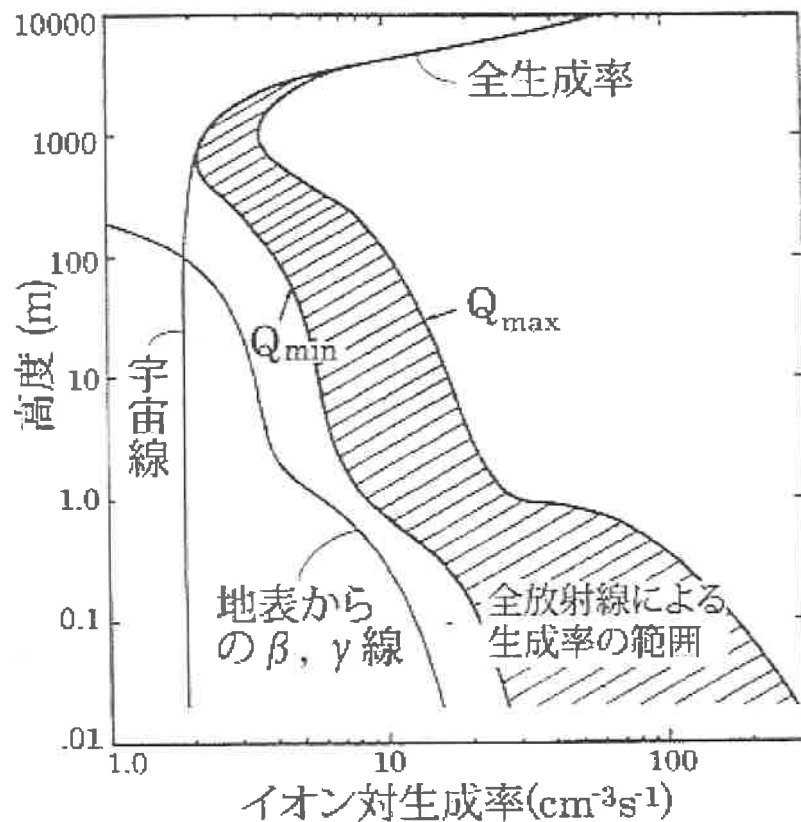 10000
1000
100
10
1.0
0.1
.01
高度 (m)
全生成率
Qmax
Qmin
宇宙線
地表から
のβ, γ線
全放射線による
生成率の範囲
1.0
10
100
イオン対生成率(cm-3s-1)